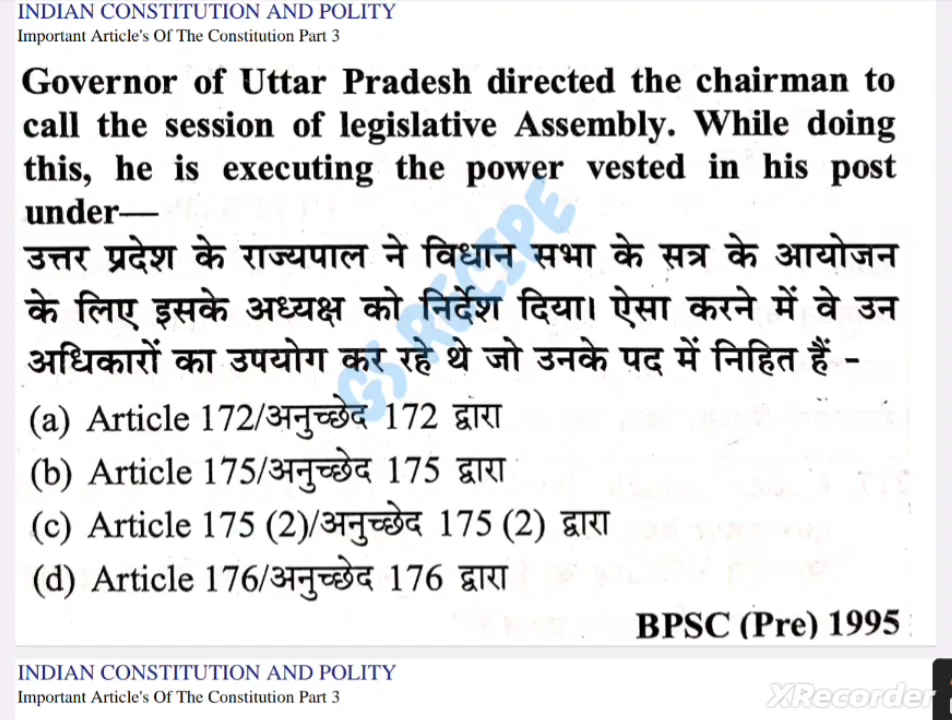 INDIAN CONSTITUTION AND POLITY
Important Article's Of The Constitution Part 3
Governor of Uttar Pradesh directed the chairman to
call the session of legislative Assembly. While doing
this, he is executing the power vested in his post
under—
उत्तर प्रदेश के राज्यपाल ने विधान सभा के सत्र के आयोजन
के लिए इसके अध्यक्ष को निर्देश दिया। ऐसा करने में वे उन
अधिकारों का उपयोग कर रहे थे जो उनके पद में निहित हैं -
(a) Article 172/अनुच्छेद 172 द्वारा
(b) Article 175/अनुच्छेद 175 द्वारा
(c) Article 175 (2)/अनुच्छेद 175 (2) द्वारा
(d) Article 176/अनुच्छेद 176 द्वारा
BPSC (Pre) 1995
GS RECIPE
INDIAN CONSTITUTION AND POLITY
Important Article's Of The Constitution Part 3
XRecorder